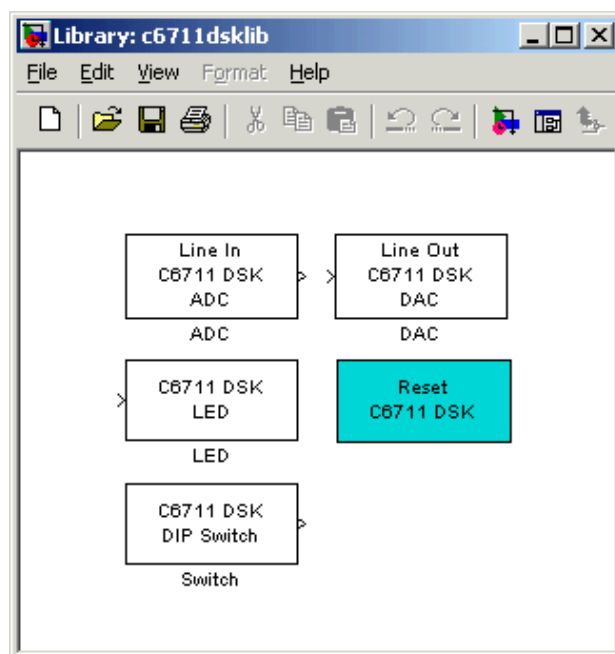 Library: c6711dsklib
File Edit View Format Help
Line In
C6711 DSK
ADC
ADC
Line Out
C6711 DSK
DAC
DAC
C6711 DSK
LED
LED
Reset
C6711 DSK
C6711 DSK
DIP Switch
Switch